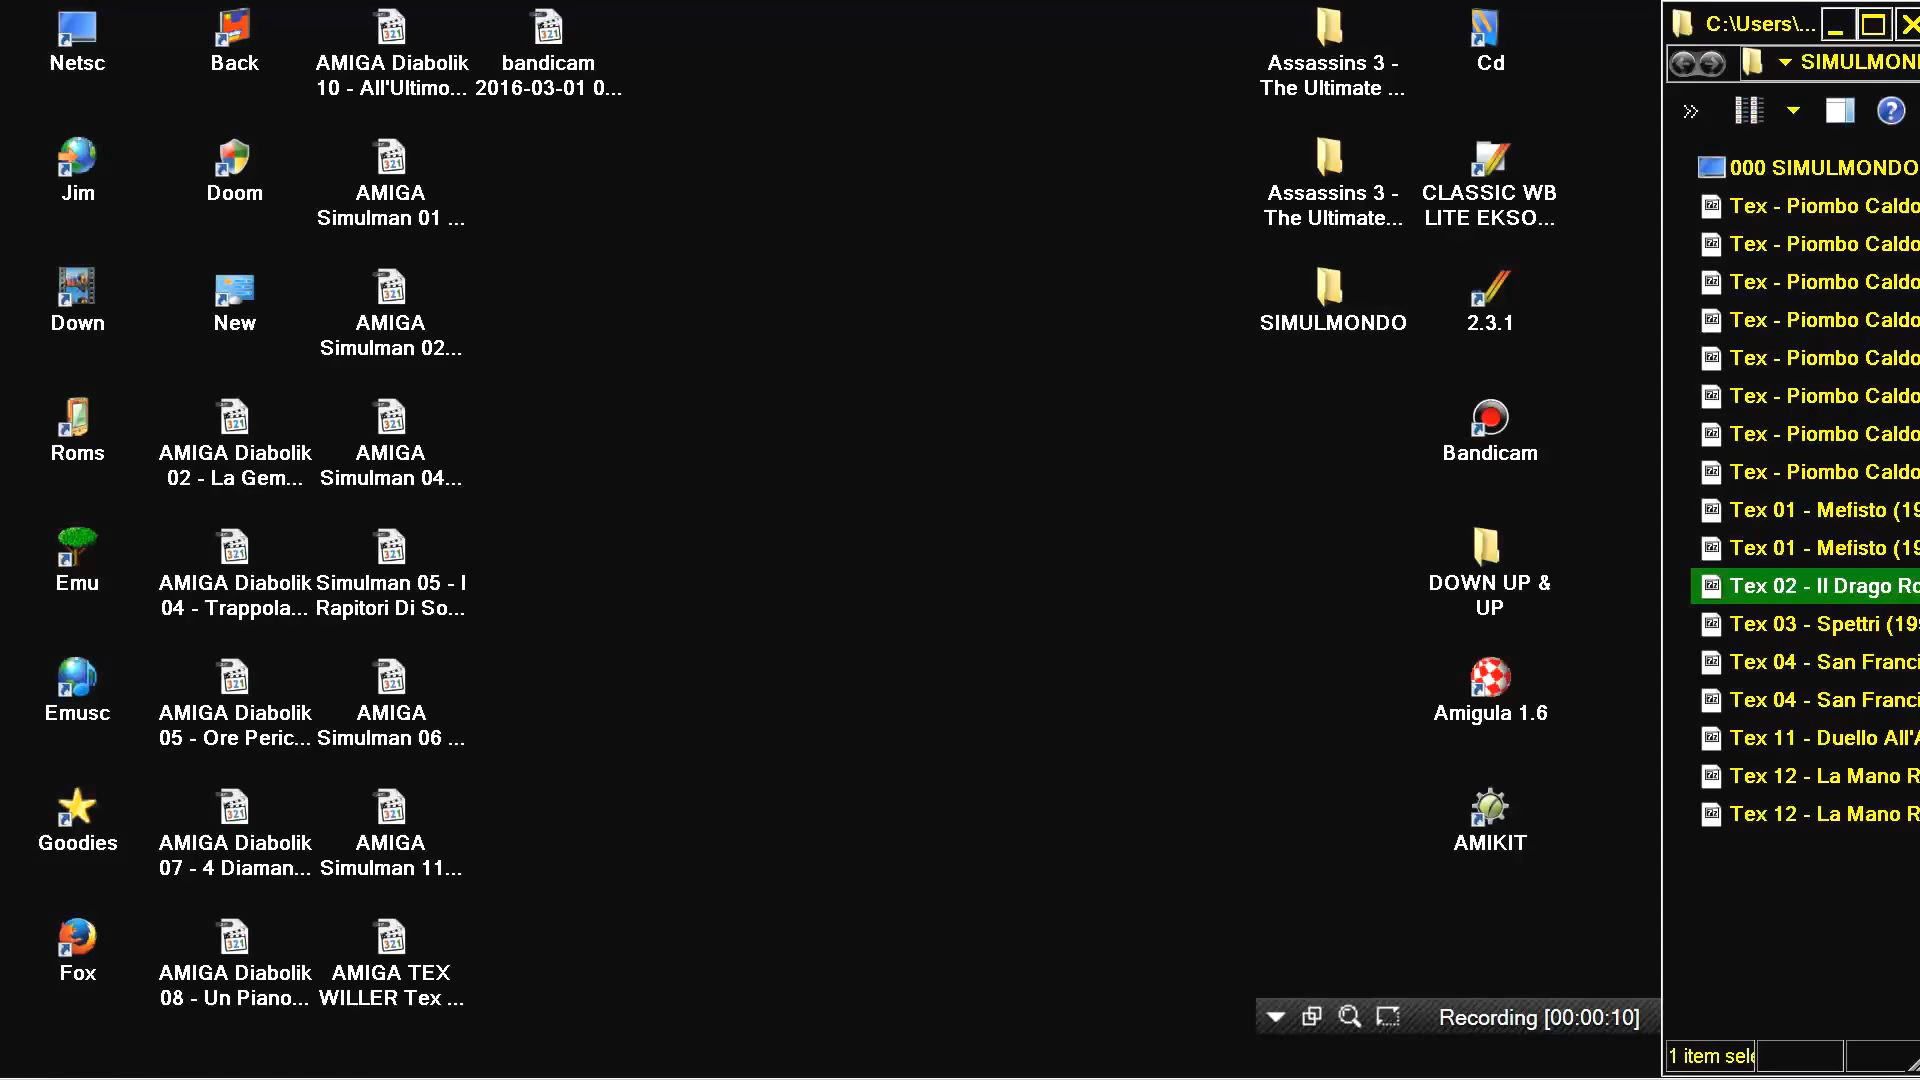 Netsc
Back
AMIGA Diabolik
10 - All'Ultimo...
bandicam
2016-03-01 0...
Assassins 3 -
The Ultimate ...
Cd
Jim
Doom
AMIGA
Simulman 01 ...
Assassins 3 -
The Ultimate...
CLASSIC WB
LITE EKSO...
Down
New
AMIGA
Simulman 02...
SIMULMONDO
2.3.1
Roms
AMIGA Diabolik
02 - La Gem...
AMIGA
Simulman 04...
Bandicam
Emu
AMIGA Diabolik
04 - Trappola...
Simulman 05 - I
Rapitori Di So...
DOWN UP &
UP
Emusc
AMIGA Diabolik
05 - Ore Peric...
AMIGA
Simulman 06 ...
Amigula 1.6
Goodies
AMIGA Diabolik
07 - 4 Diaman...
AMIGA
Simulman 11...
AMIKIT
Fox
AMIGA Diabolik
08 - Un Piano...
AMIGA TEX
WILLER Tex ...
Recording [00:00:10]
C:\Users\...
SIMULMON
000 SIMULMONDO
Tex - Piombo Caldo
Tex - Piombo Caldo
Tex - Piombo Caldo
Tex - Piombo Caldo
Tex - Piombo Caldo
Tex - Piombo Caldo
Tex - Piombo Caldo
Tex - Piombo Caldo
Tex 01 - Mefisto (19
Tex 01 - Mefisto (19
Tex 02 - Il Drago Ro
Tex 03 - Spettri (199
Tex 04 - San Franci
Tex 04 - San Franci
Tex 11 - Duello All'A
Tex 12 - La Mano R
Tex 12 - La Mano R
1 item sele